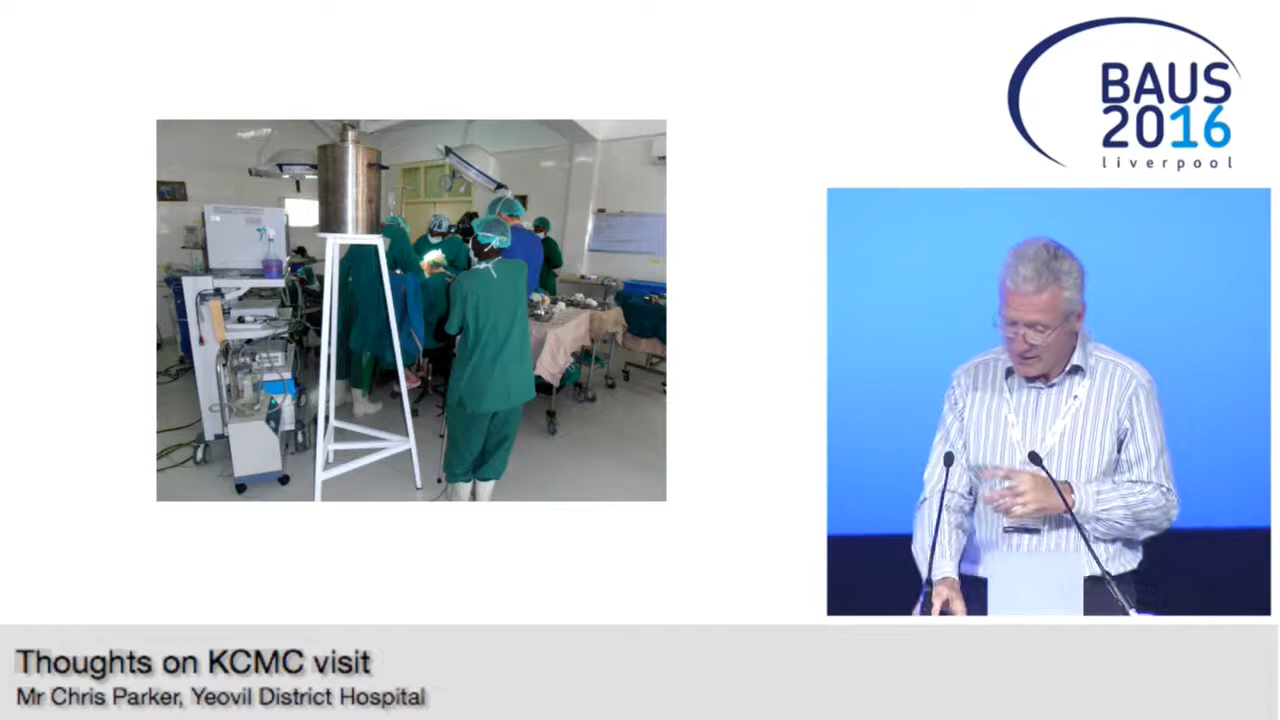 BAUS
2016
liverpool
Thoughts on KCMC visit
Mr Chris Parker, Yeovil District Hospital